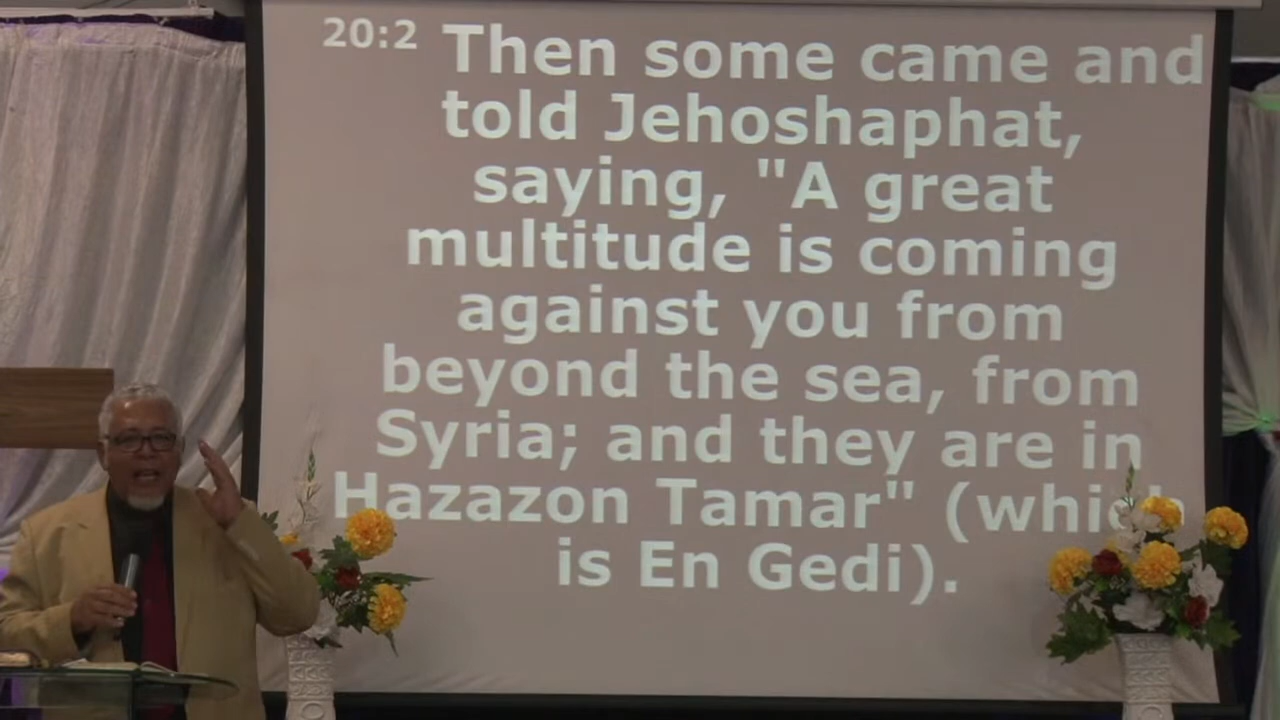 20:2 Then some came and
told Jehoshaphat,
saying, "A great
multitude is coming
against you from
beyond the sea, from
Syria; and they are in
Hazazon Tamar" (which
is En Gedi).